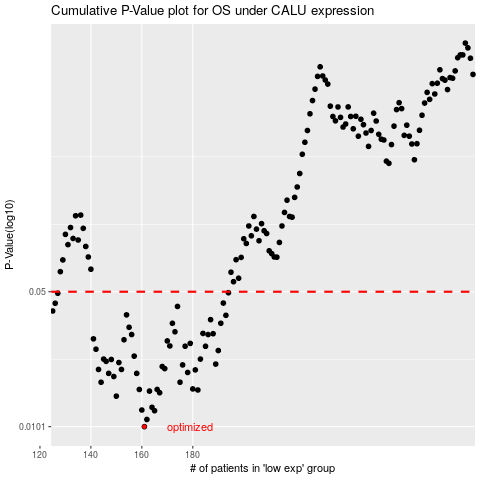 Cumulative P-Value plot for OS under CALU expression
P-Value(log10)
0.05
0.0101
optimized
120 140 160 180
# of patients in 'low exp' group